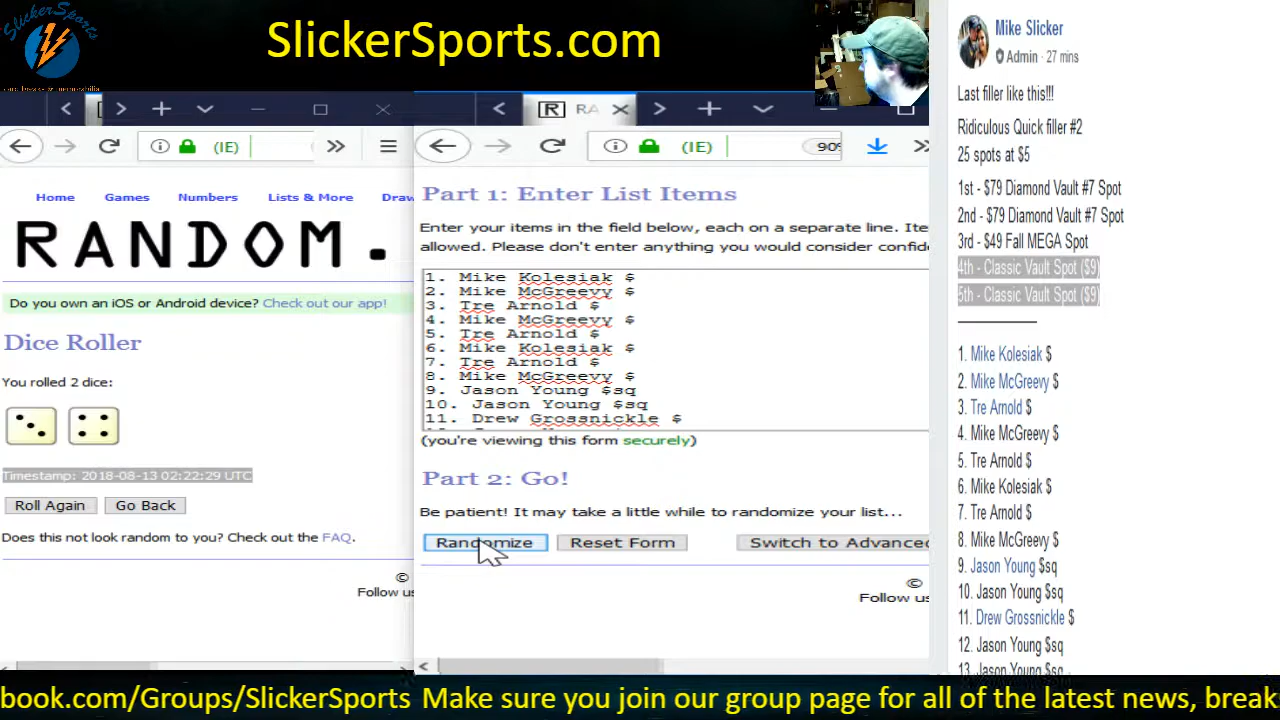 SlickerSports
SlickerSports.com
(IE)
Home Games Numbers Lists & More Draw
RANDOM.
Do you own an iOS or Android device? Check out our app!
Dice Roller
You rolled 2 dice:
Timestamp: 2018-08-13 02:22:29 UTC
Roll Again Go Back
Does this not look random to you? Check out the FAQ.
©
Follow us
RA
(IE) 90%
Part 1: Enter List Items
Enter your items in the field below, each on a separate line. Ite
allowed. Please don't enter anything you would consider confid
1. Mike Kolesiak $
2. Mike McGreevy $
3. Tre Arnold $
4. Mike McGreevy $
5. Tre Arnold $
6. Mike Kolesiak $
7. Tre Arnold $
8. Mike McGreevy $
9. Jason Young $sq
10. Jason Young $sq
11. Drew Grossnickle $
(you're viewing this form securely)
Part 2: Go!
Be patient! It may take a little while to randomize your list...
Randomize Reset Form Switch to Advanced
©
Follow us
Mike Slicker
Admin · 27 mins
Last filler like this!!!
Ridiculous Quick filler #2
25 spots at $5
1st - $79 Diamond Vault #7 Spot
2nd - $79 Diamond Vault #7 Spot
3rd - $49 Fall MEGA Spot
4th - Classic Vault Spot ($9)
5th - Classic Vault Spot ($9)
1. Mike Kolesiak $
2. Mike McGreevy $
3. Tre Arnold $
4. Mike McGreevy $
5. Tre Arnold $
6. Mike Kolesiak $
7. Tre Arnold $
8. Mike McGreevy $
9. Jason Young $sq
10. Jason Young $sq
11. Drew Grossnickle $
12. Jason Young $sq
13. Jason Young $sq
book.com/Groups/SlickerSports Make sure you join our group page for all of the latest news, break